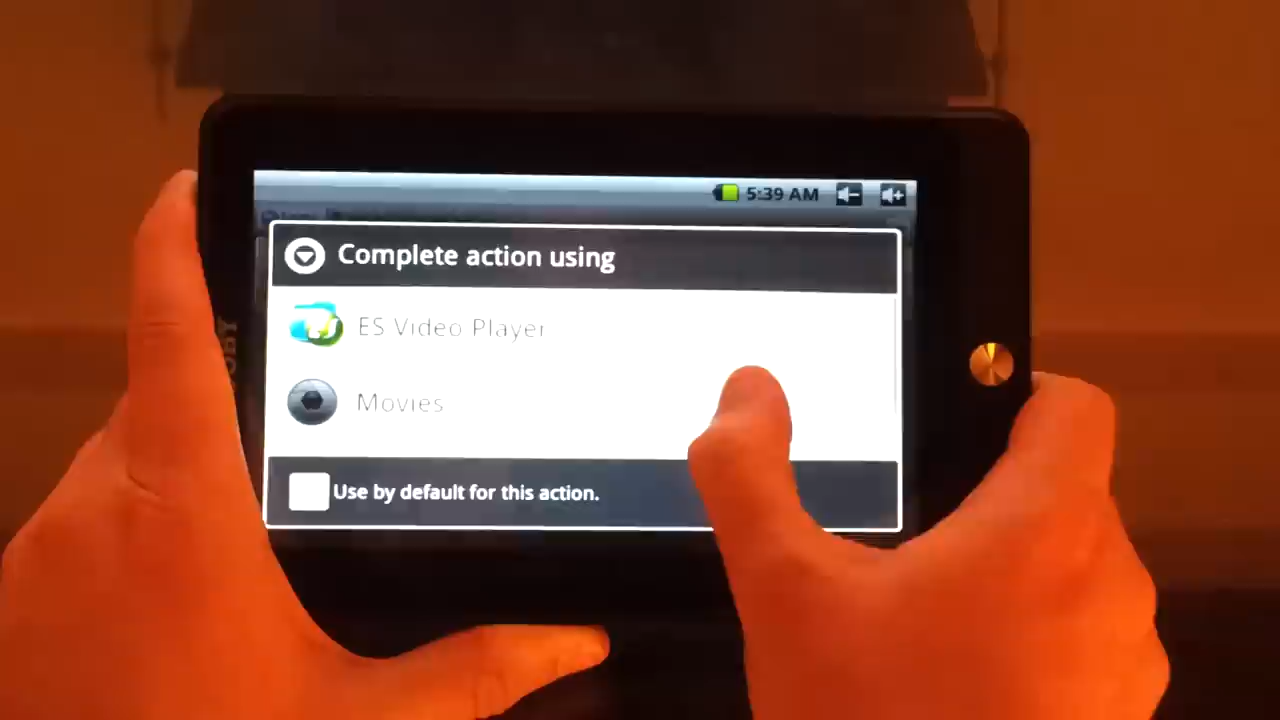 5:39 AM
Complete action using
ES Video Player
Movies
Use by default for this action.